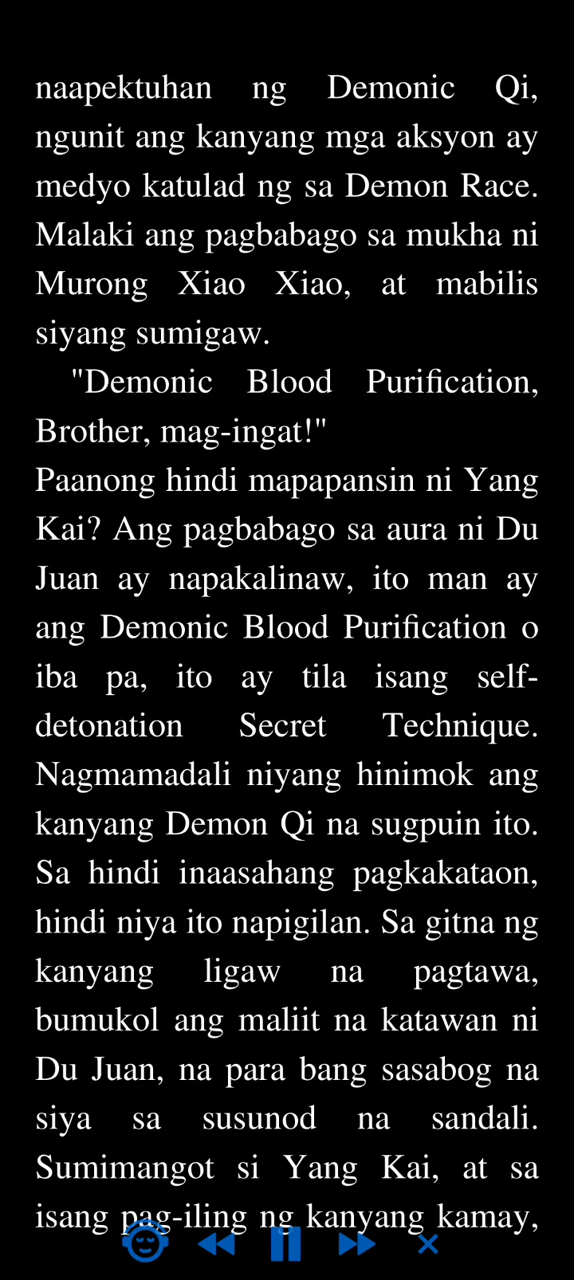 naapektuhan ng Demonic Qi,
ngunit ang kanyang mga aksyon ay
medyo katulad ng sa Demon Race.
Malaki ang pagbabago sa mukha ni
Murong Xiao Xiao, at mabilis
siyang sumigaw.
"Demonic Blood Purification,
Brother, mag-ingat!"
Paanong hindi mapapansin ni Yang
Kai? Ang pagbabago sa aura ni Du
Juan ay napakalinaw, ito man ay
ang Demonic Blood Purification o
iba pa, ito ay tila isang self-
detonation Secret Technique.
Nagmamadali niyang hinimok ang
kanyang Demon Qi na sugpuin ito.
Sa hindi inaasahang pagkakataon,
hindi niya ito napigilan. Sa gitna ng
kanyang ligaw na pagtawa,
bumukol ang maliit na katawan ni
Du Juan, na para bang sasabog na
siya sa susunod na sandali.
Sumimangot si Yang Kai, at sa
isang pag-iling ng kanyang kamay,